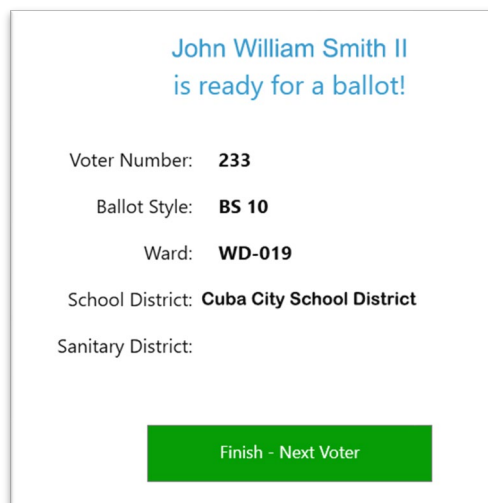 John William Smith II
is ready for a ballot!
Voter Number: 233
Ballot Style: BS 10
Ward: WD-019
School District: Cuba City School District
Sanitary District:
Finish - Next Voter